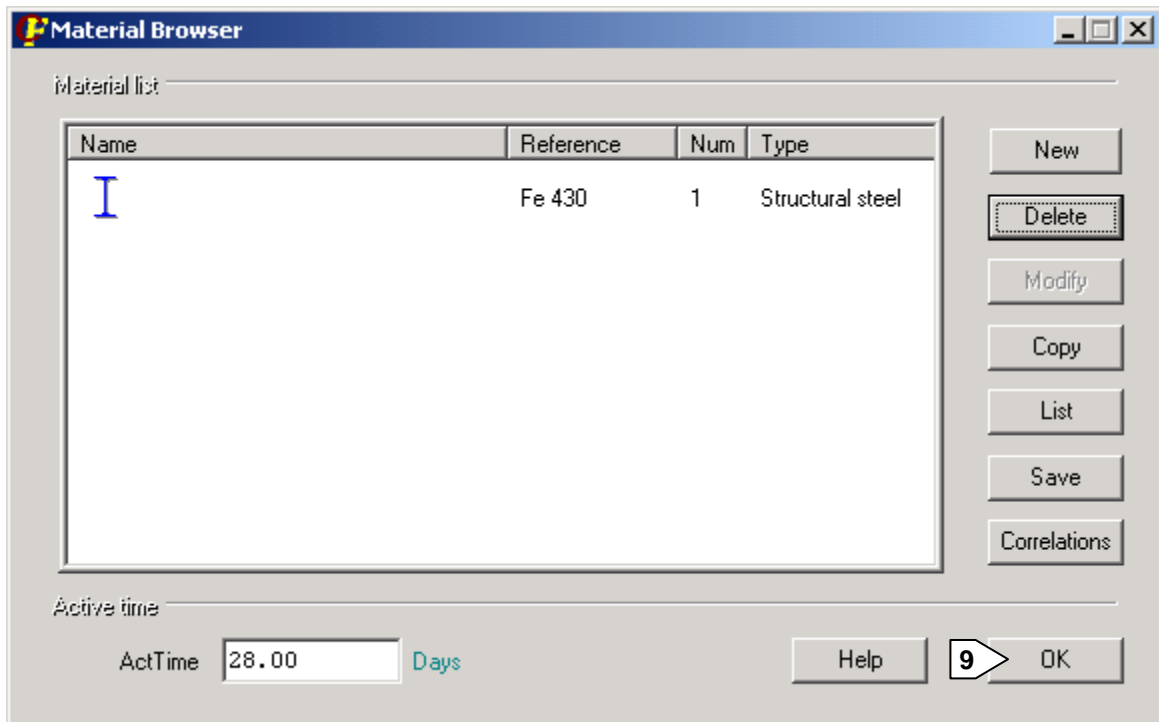 Material Browser
Material list
Name Reference Num Type
Fe 430 1 Structural steel
New
Delete
Modify
Copy
List
Save
Correlations
Active time
ActTime 28.00 Days Help 9 OK